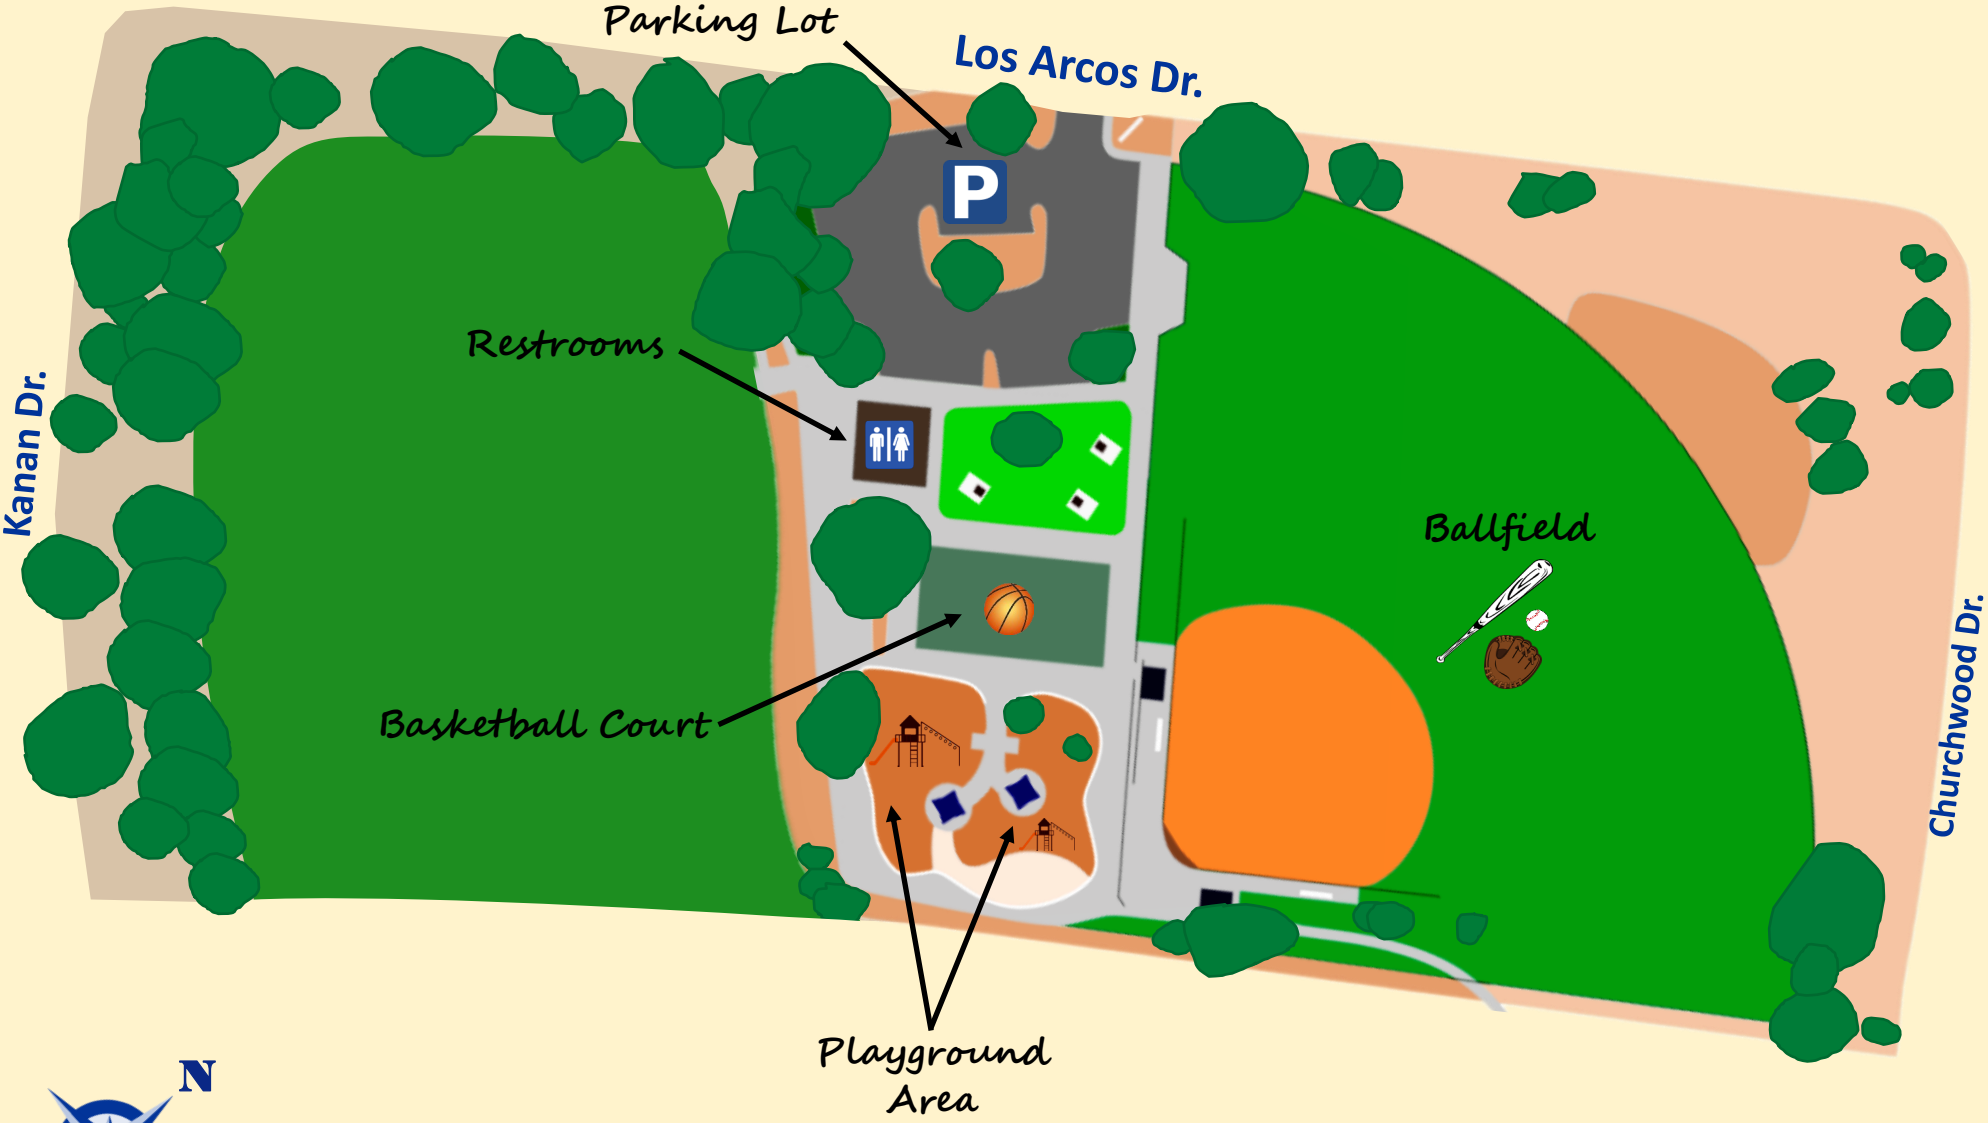 Parking Lot
Los Arcos Dr.
P
Restrooms
Kanan Dr.
Ballfield
Basketball Court
Churchwood Dr.
Playground
Area
N